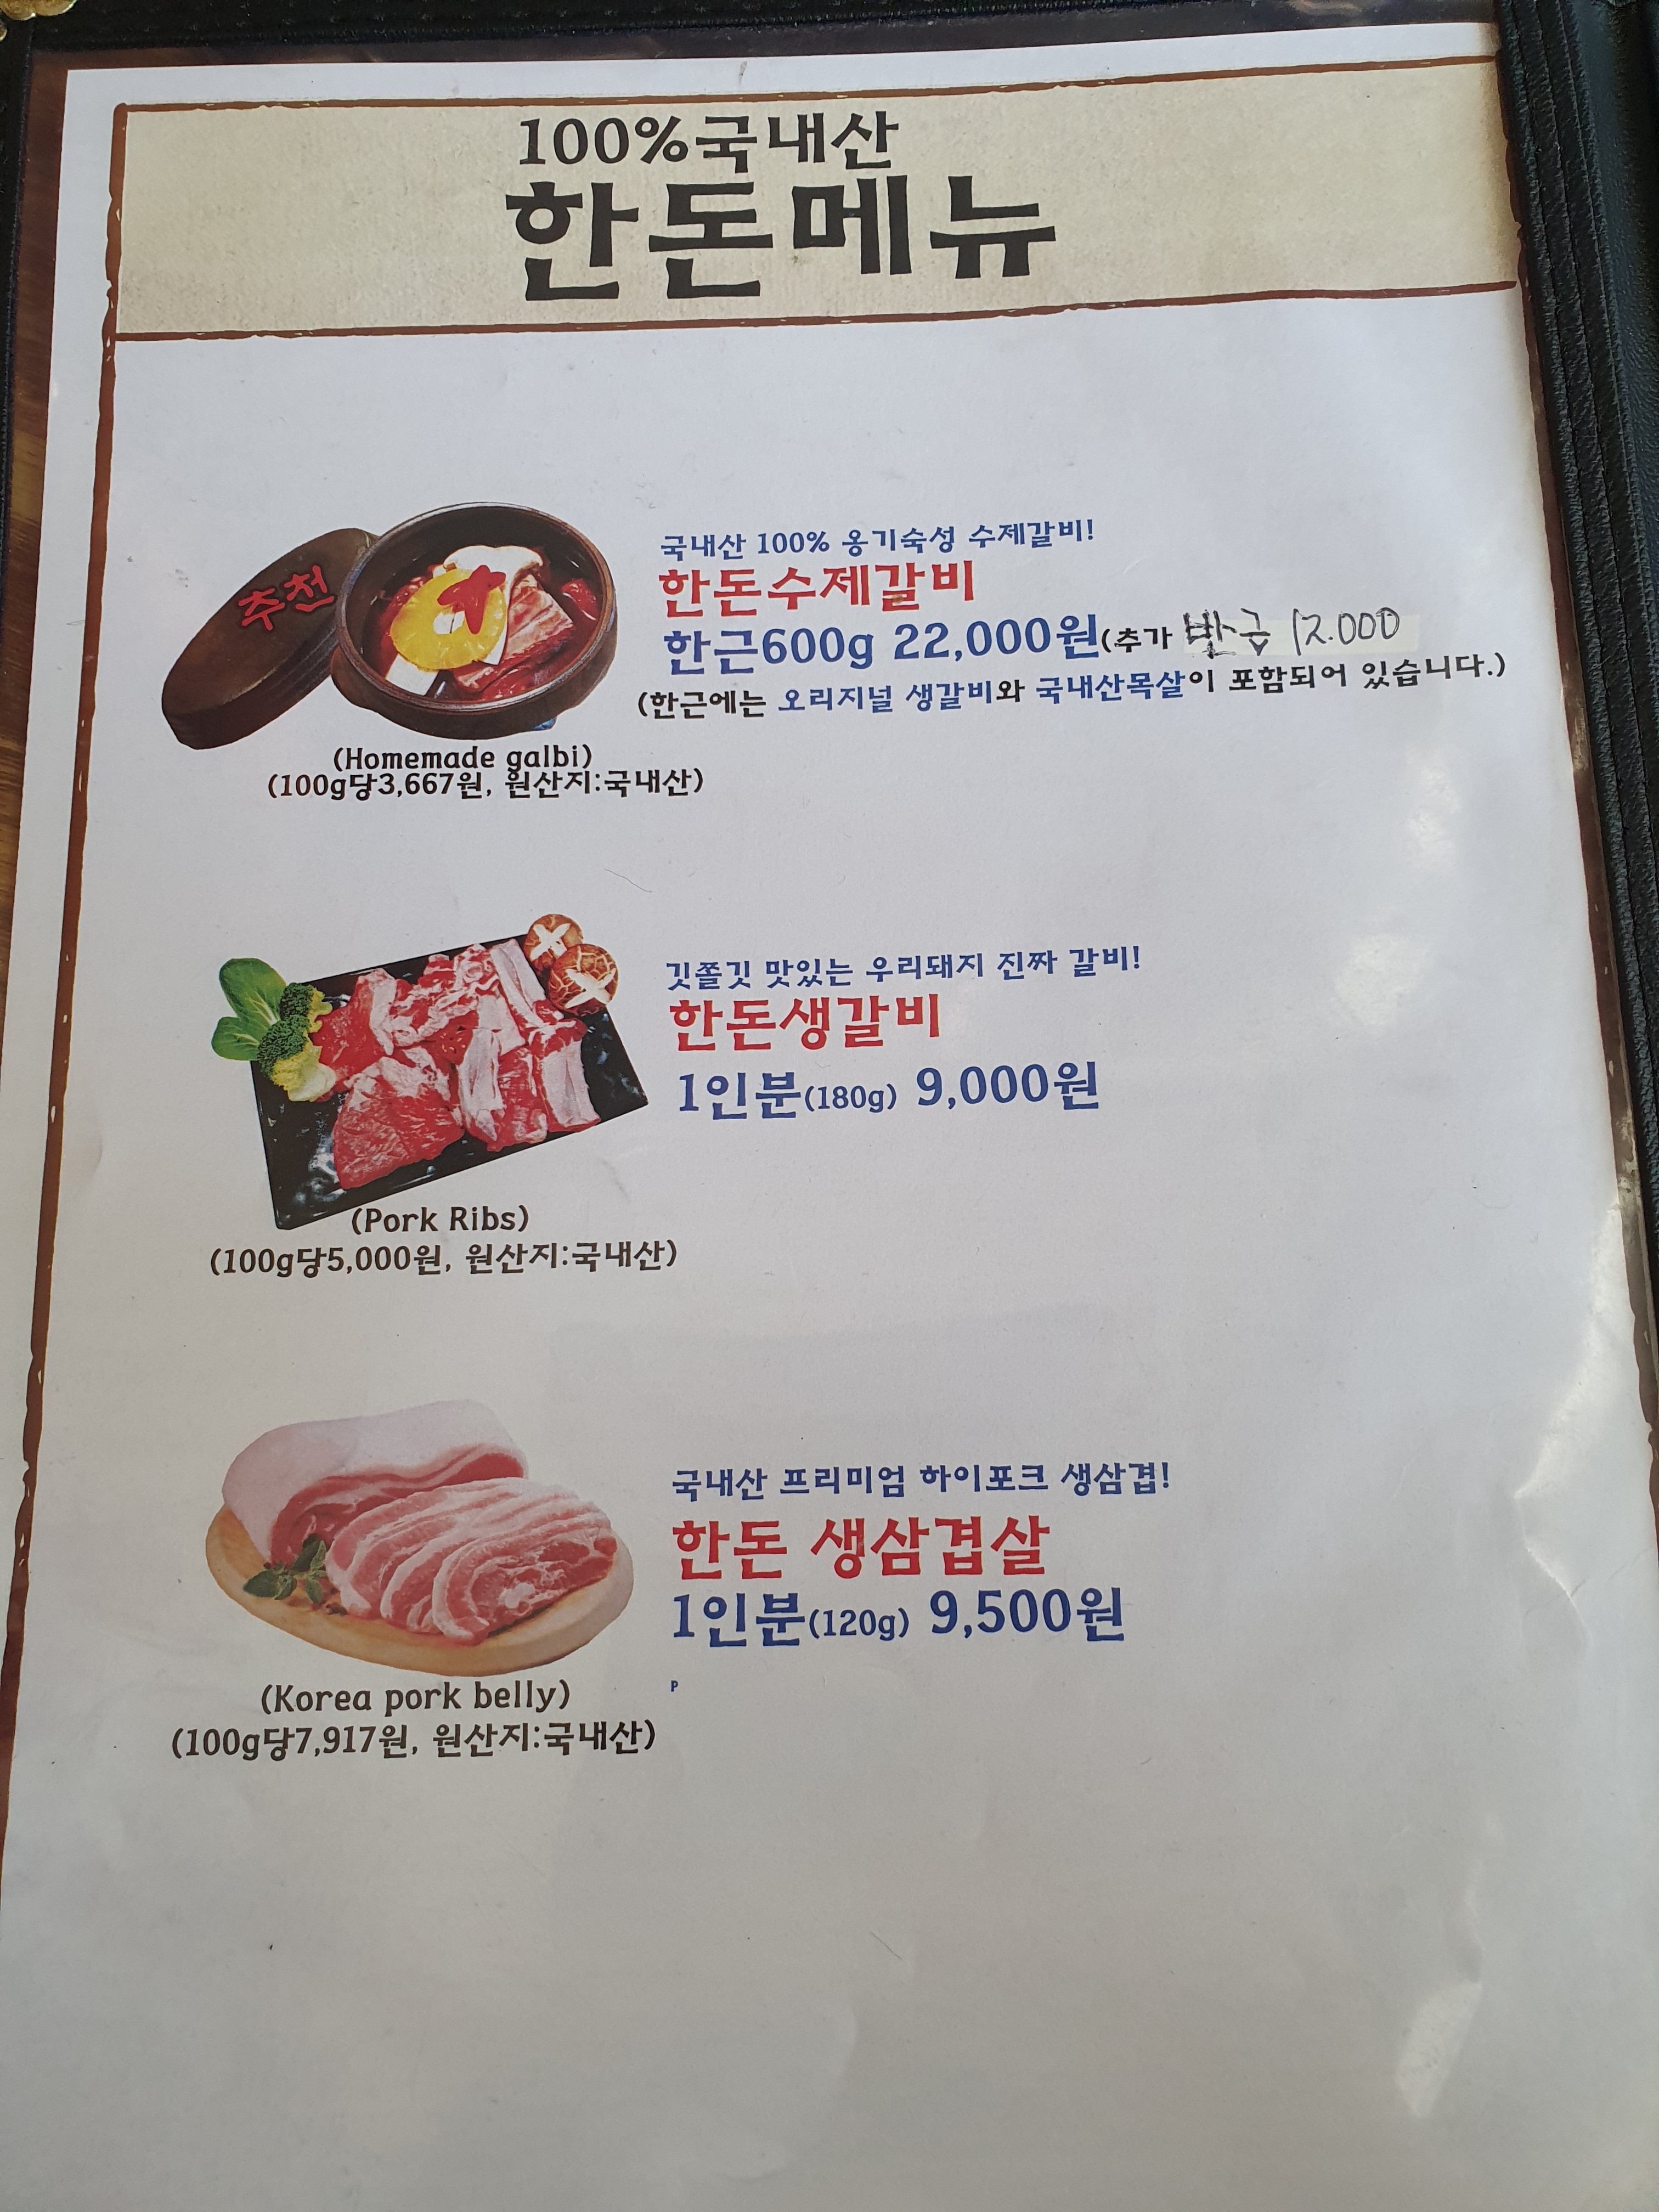 100%국내산
한돈메뉴
추천
국내산 100% 옹기숙성 수제갈비!
한돈수제갈비
한근600g 22,000원(추가 반근 12.000
(한근에는 오리지널 생갈비와 국내산목살이 포함되어 있습니다.)
(Homemade galbi)
(100g당3,667원, 원산지:국내산)
깃쫄깃 맛있는 우리돼지 진짜 갈비!
한돈생갈비
1인분(180g) 9,000원
(Pork Ribs)
(100g당5,000원, 원산지:국내산)
국내산 프리미엄 하이포크 생삼겹!
한돈 생삼겹살
1인분(120g) 9,500원
P
(Korea pork belly)
(100g당7,917원, 원산지:국내산)